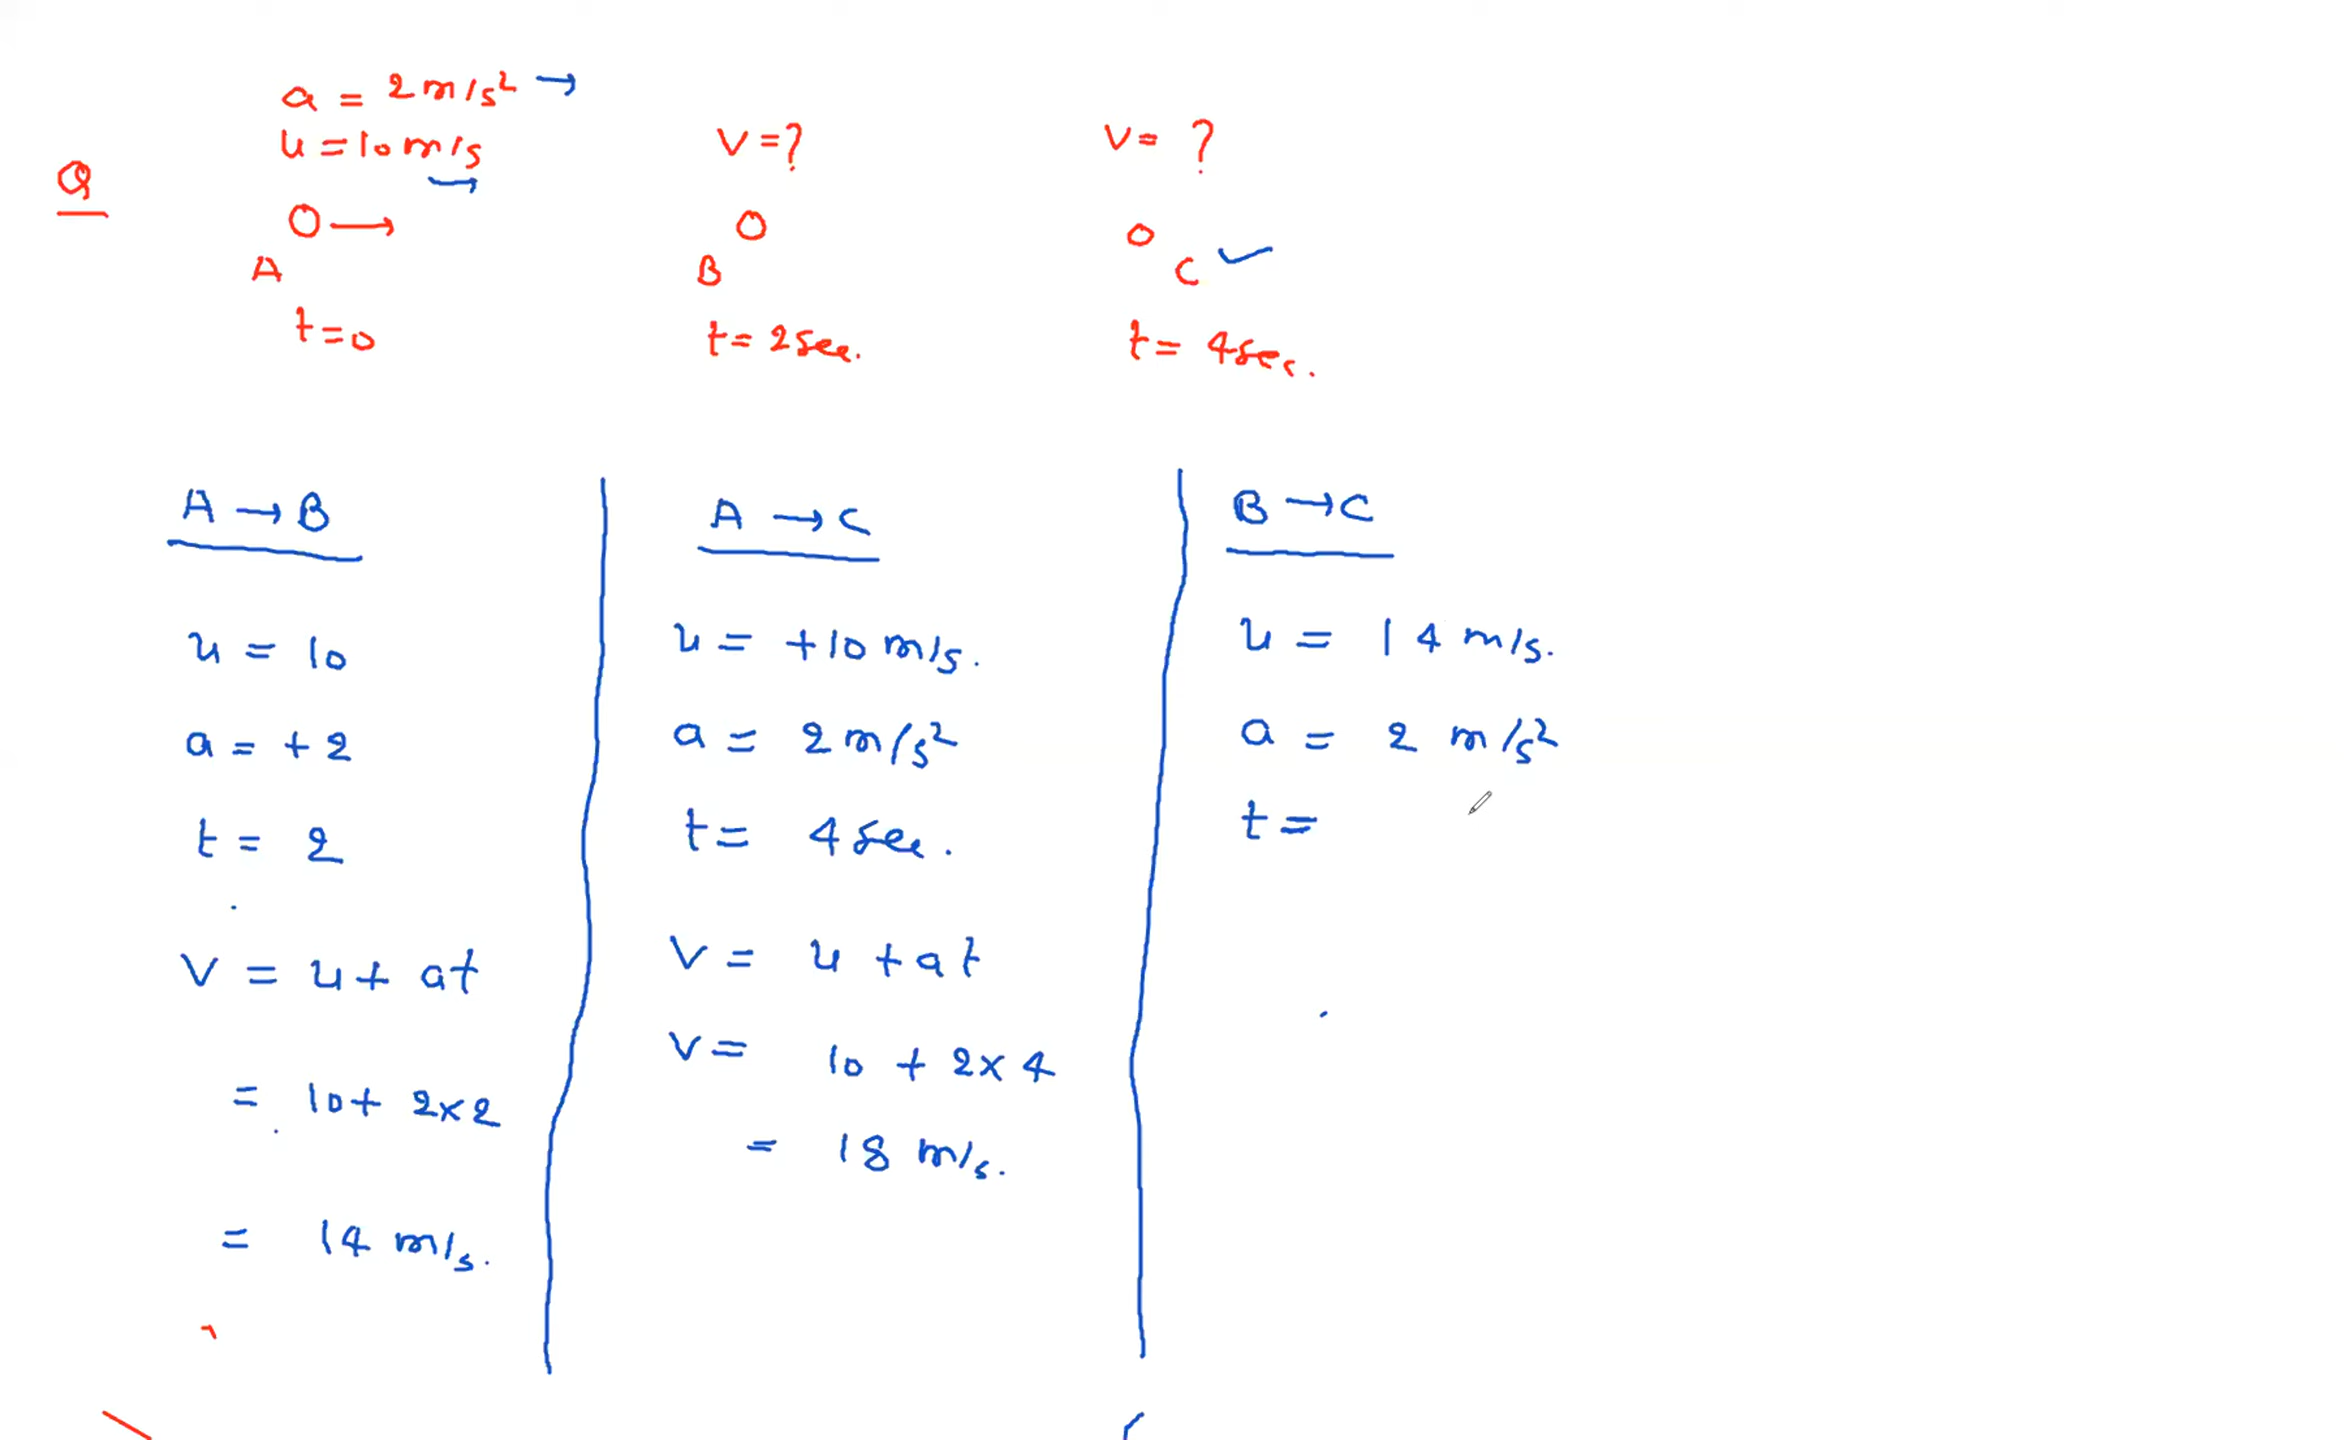 a = 2 m/s² →
u = 10 m/s
Q
v = ?
v = ?
A
B
C
t = 0
t = 2 sec.
t = 4 sec.
A → B
u = 10
a = + 2
t = 2
v = u + at
= 10 + 2×2
= 14 m/s.
A → C
u = +10 m/s.
a = 2 m/s²
t = 4 sec.
v = u + at
v = 10 + 2×4
= 18 m/s.
B → C
u = 14 m/s.
a = 2 m/s²
t =